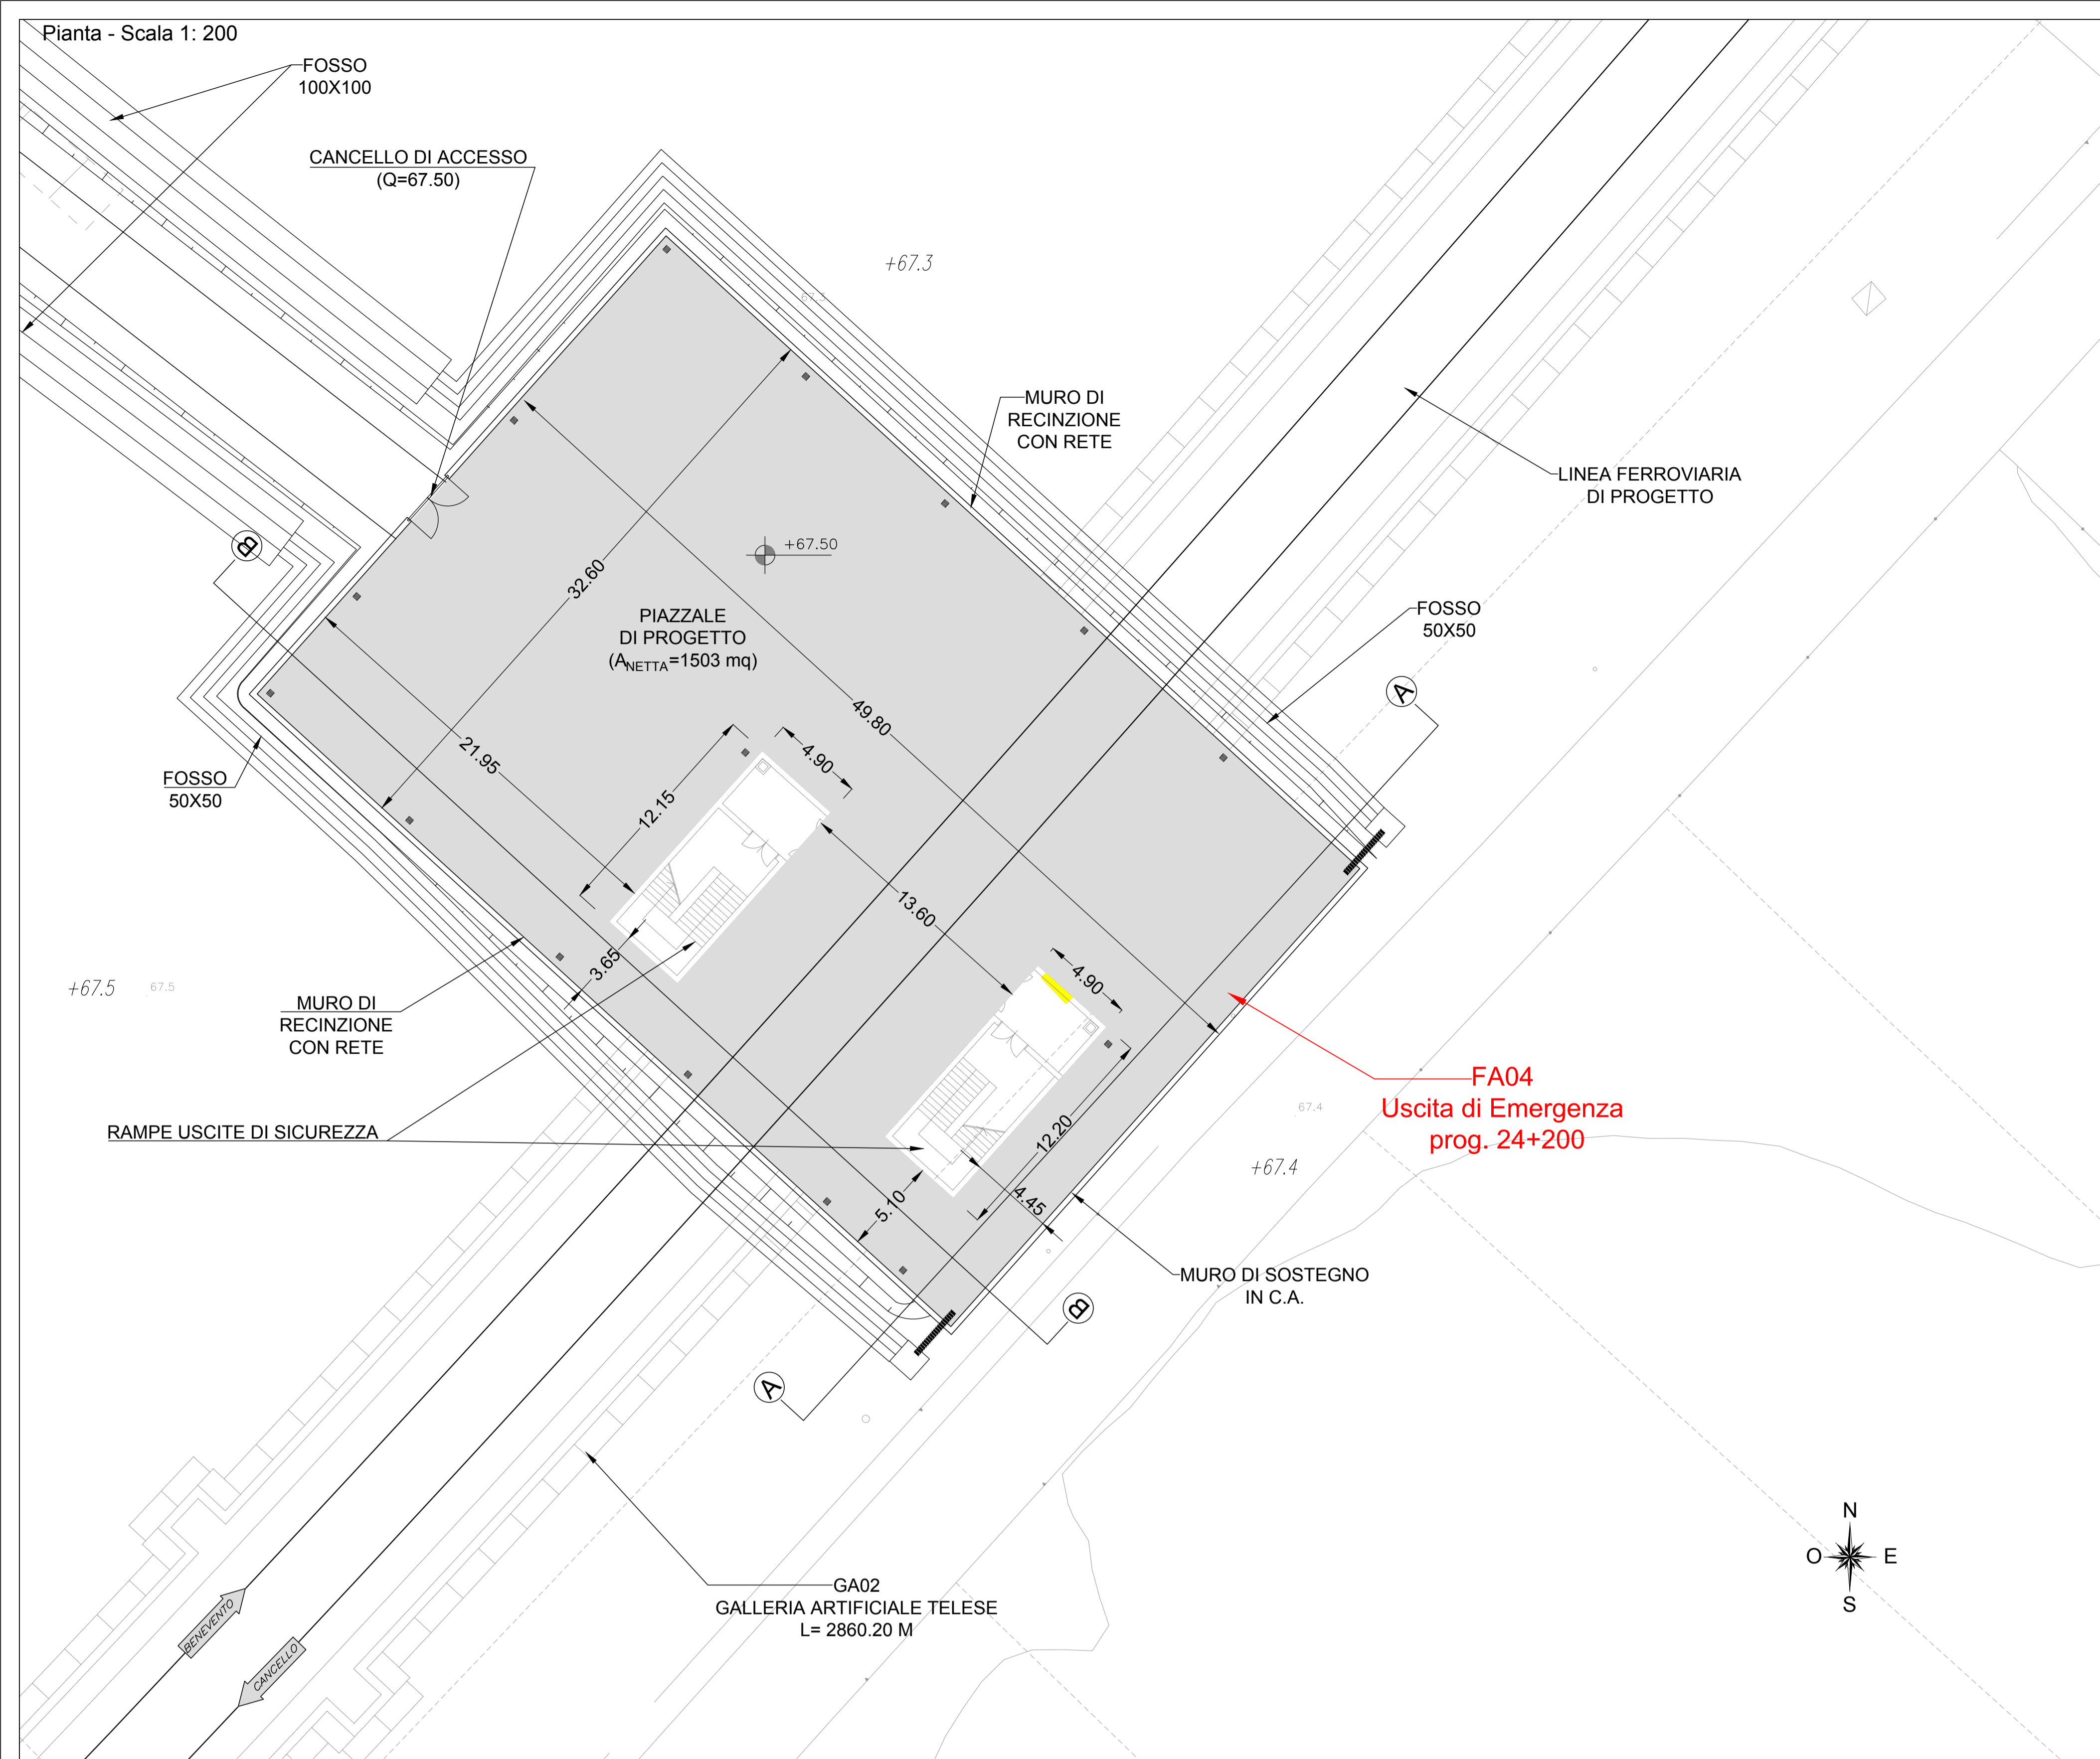 Pianta - Scala 1: 200
FOSSO
100X100
CANCELLO DI ACCESSO
(Q=67.50)
+67.3
67.3
MURO DI
RECINZIONE
CON RETE
LINEA FERROVIARIA
DI PROGETTO
B
+67.50
32.60
PIAZZALE
DI PROGETTO
(ANETTA=1503 mq)
FOSSO
50X50
A
49.80
21.95
4.90
FOSSO
50X50
12.15
13.60
3.65
4.90
+67.5
67.5
MURO DI
RECINZIONE
CON RETE
FA04
Uscita di Emergenza
prog. 24+200
67.4
RAMPE USCITE DI SICUREZZA
12.20
+67.4
5.10
4.45
MURO DI SOSTEGNO
IN C.A.
B
A
GA02
GALLERIA ARTIFICIALE TELESE
L= 2860.20 M
BENEVENTO
CANCELLO
N
O
E
S